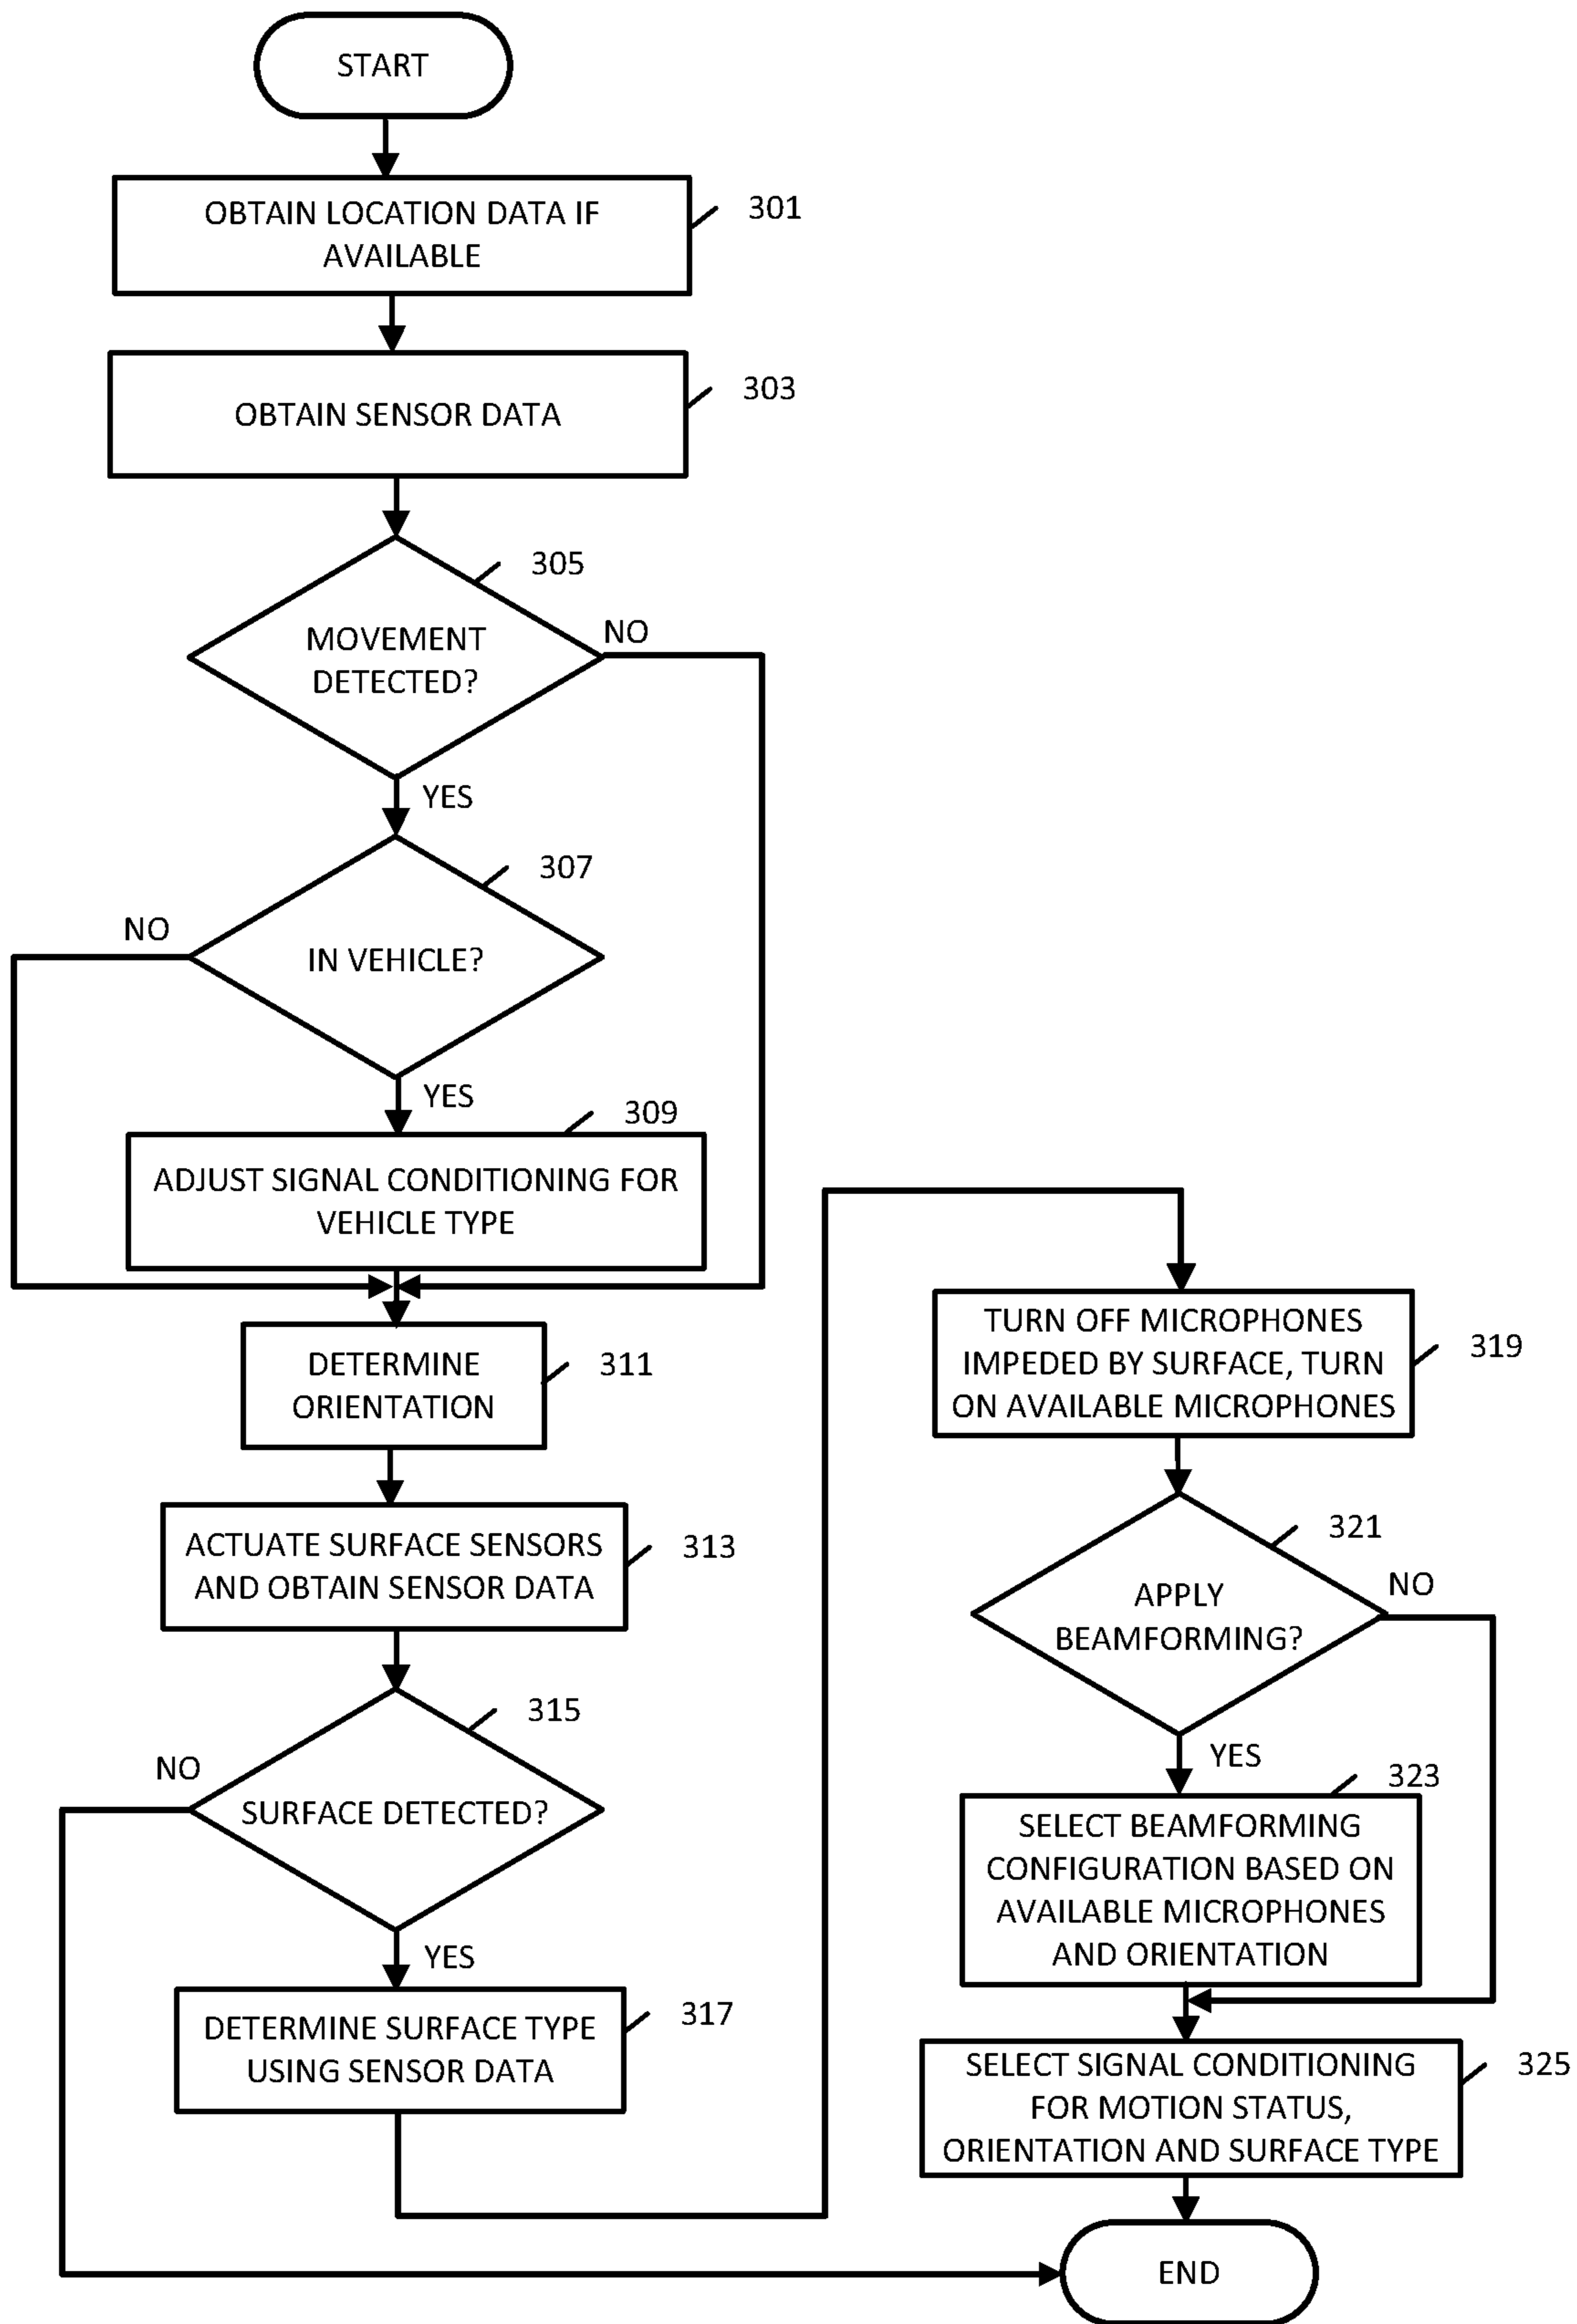 START
OBTAIN LOCATION DATA IF
AVAILABLE
301
OBTAIN SENSOR DATA
303
305
MOVEMENT
DETECTED?
NO
YES
307
NO
IN VEHICLE?
YES
309
ADJUST SIGNAL CONDITIONING FOR
VEHICLE TYPE
DETERMINE
ORIENTATION
311
ACTUATE SURFACE SENSORS
AND OBTAIN SENSOR DATA
313
315
NO
SURFACE DETECTED?
YES
DETERMINE SURFACE TYPE
USING SENSOR DATA
317
TURN OFF MICROPHONES
IMPEDED BY SURFACE, TURN
ON AVAILABLE MICROPHONES
319
321
APPLY
BEAMFORMING?
NO
YES
323
SELECT BEAMFORMING
CONFIGURATION BASED ON
AVAILABLE MICROPHONES
AND ORIENTATION
SELECT SIGNAL CONDITIONING
FOR MOTION STATUS,
ORIENTATION AND SURFACE TYPE
325
END